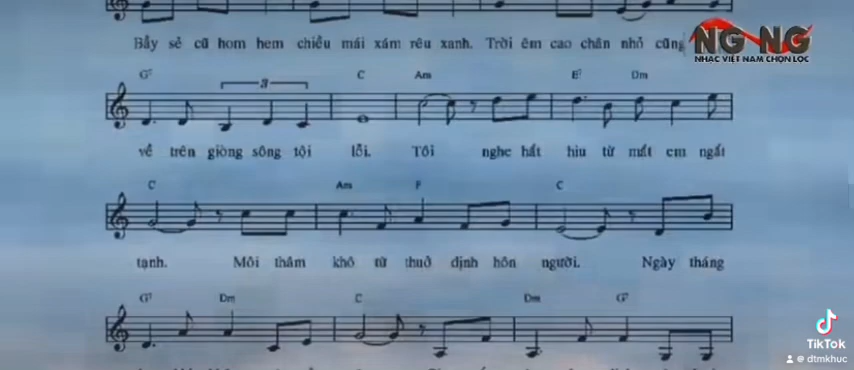 Bầy sẻ cũ hom hem chiều mái xám rêu xanh. Trời êm cao chân nhỏ cũng
NG NG
NHẠC VIỆT NAM CHỌN LỌC
G7 3 C Am E7 Dm
về trên giòng sông tội lỗi. Tôi nghe hất hiu từ mắt em ngất
C Am F C
tạnh. Môi thâm khô từ thuở định hôn người. Ngày tháng
G7 Dm C Dm G7
TikTok
@ dtmkhuc